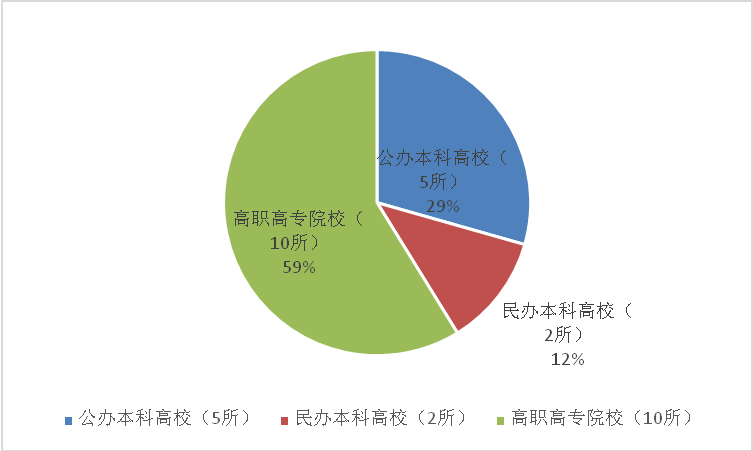 公办本科高校（
5所）
29%
高职高专院校（
10所）
59%
民办本科高校（
2所）
12%
公办本科高校（5所） 民办本科高校（2所） 高职高专院校（10所）